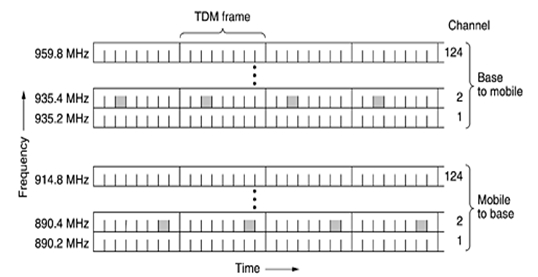 TDM frame
Channel
959.8 MHz 124
Base
to mobile
935.4 MHz 2
935.2 MHz 1
Frequency
914.8 MHz 124
Mobile
to base
890.4 MHz 2
890.2 MHz 1
Time